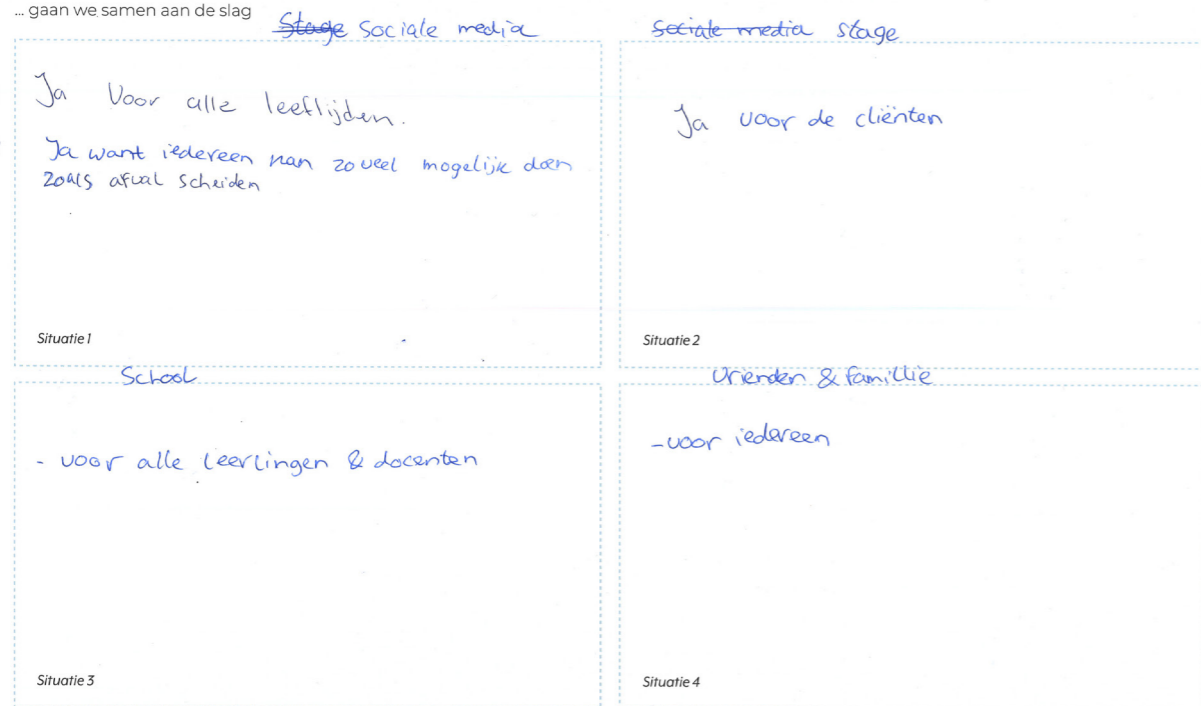 ... gaan we samen aan de slag
Stage Sociale media
Sociale media stage
Ja Voor alle leeftijden.
Ja want iedereen kan zoveel mogelijk doen
zoals afval scheiden
Situatie 1
Ja voor de cliënten
Situatie 2
School
- voor alle leerlingen & docenten
Situatie 3
Vrienden & famillie
- voor iedereen
Situatie 4